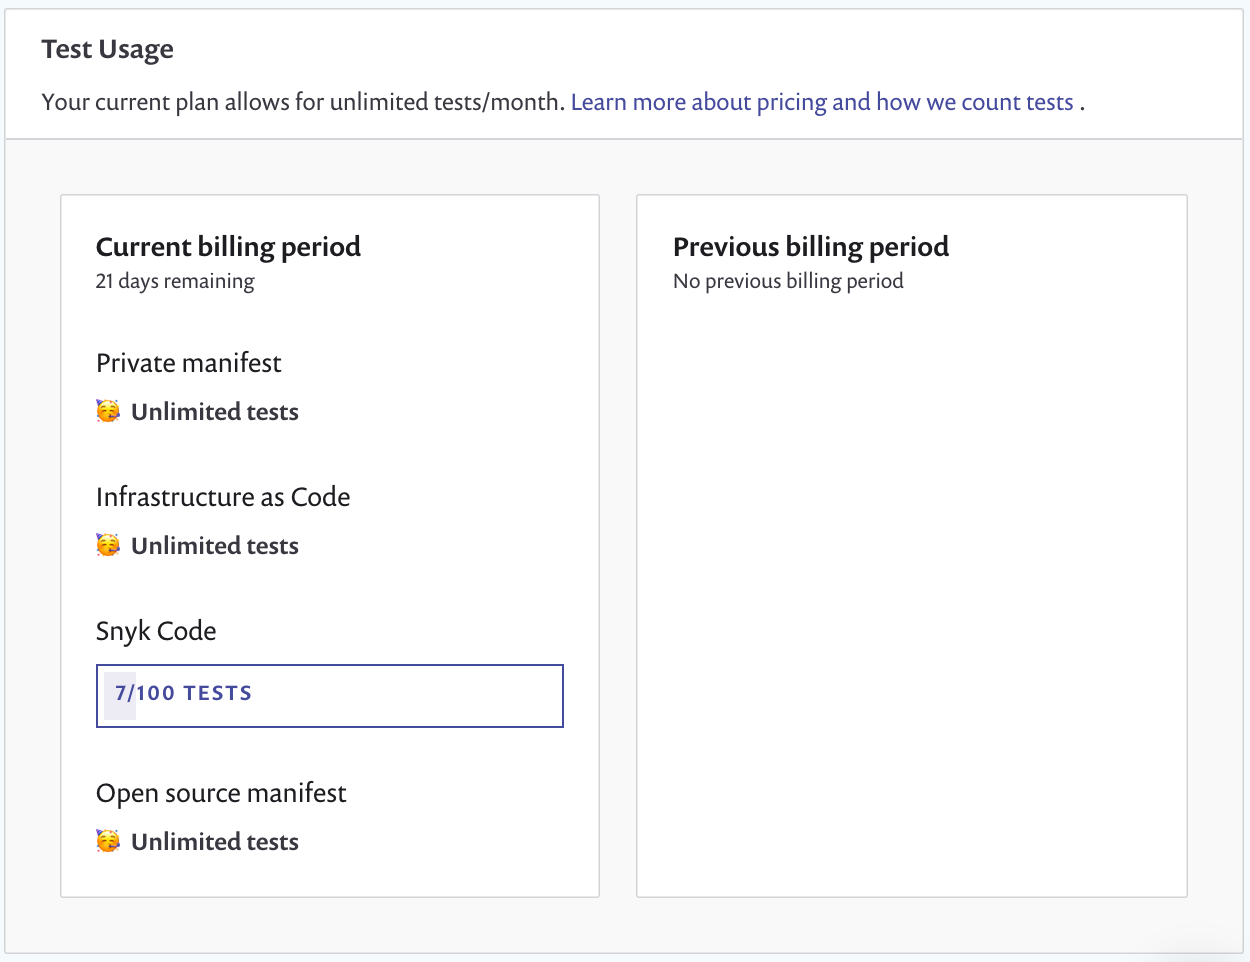 Test Usage
Your current plan allows for unlimited tests/month. Learn more about pricing and how we count tests .
Current billing period
21 days remaining
Private manifest
🥳 Unlimited tests
Infrastructure as Code
🥳 Unlimited tests
Snyk Code
7/100 TESTS
Open source manifest
🥳 Unlimited tests
Previous billing period
No previous billing period